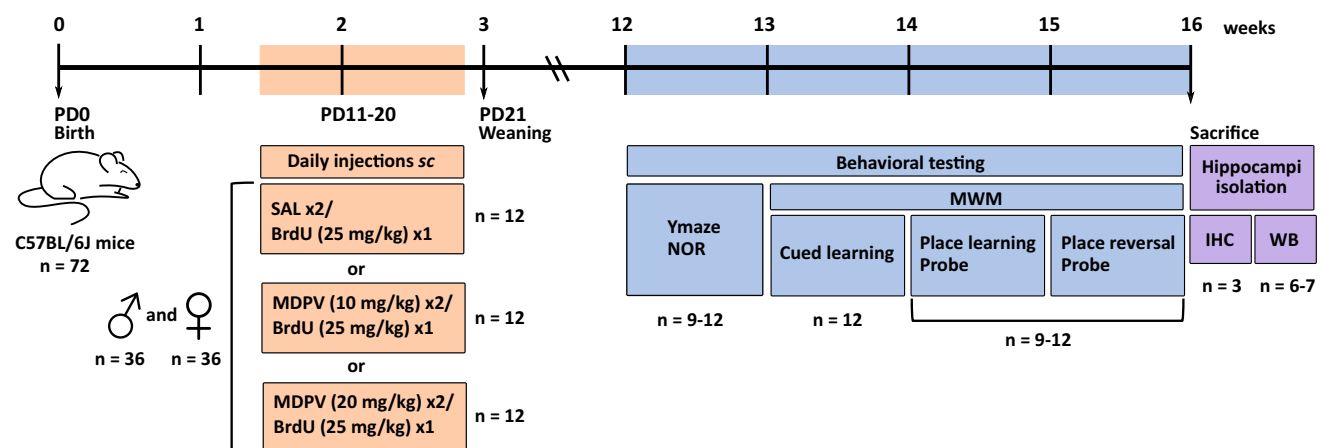 0 1 2 3 12 13 14 15 16 weeks
PD0
Birth
PD11-20
PD21
Weaning
Sacrifice
C57BL/6J mice
n = 72
♂ and ♀
n = 36 n = 36
Daily injections sc
SAL x2/
BrdU (25 mg/kg) x1
n = 12
or
MDPV (10 mg/kg) x2/
BrdU (25 mg/kg) x1
n = 12
or
MDPV (20 mg/kg) x2/
BrdU (25 mg/kg) x1
n = 12
Behavioral testing
Ymaze
NOR
n = 9-12
MWM
Cued learning
n = 12
Place learning
Probe
Place reversal
Probe
n = 9-12
Hippocampi
isolation
IHC WB
n = 3 n = 6-7